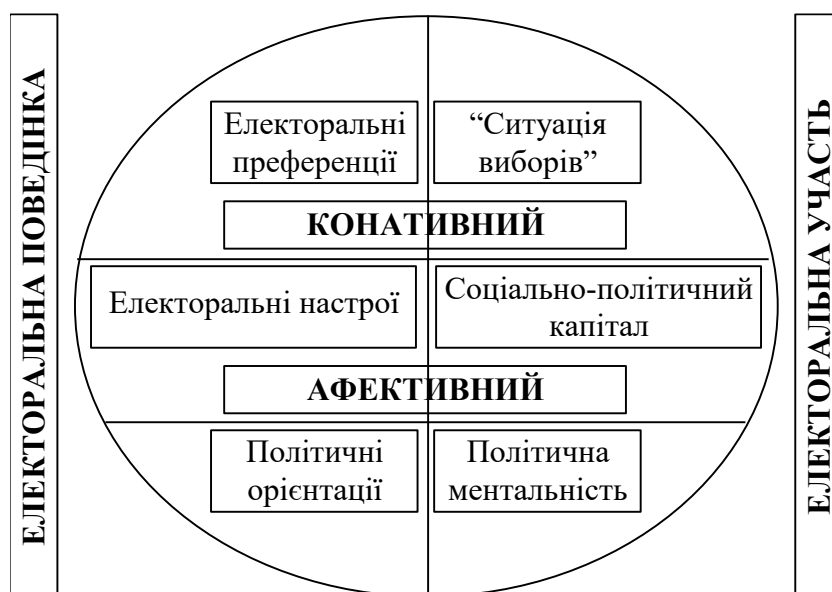 ЕЛЕКТОРАЛЬНА ПОВЕДІНКА
Електоральні
преференції
“Ситуація
виборів”
КОНАТИВНИЙ
Електоральні настрої
Соціально-політичний
капітал
АФЕКТИВНИЙ
Політичні
орієнтації
Політична
ментальність
ЕЛЕКТОРАЛЬНА УЧАСТЬ